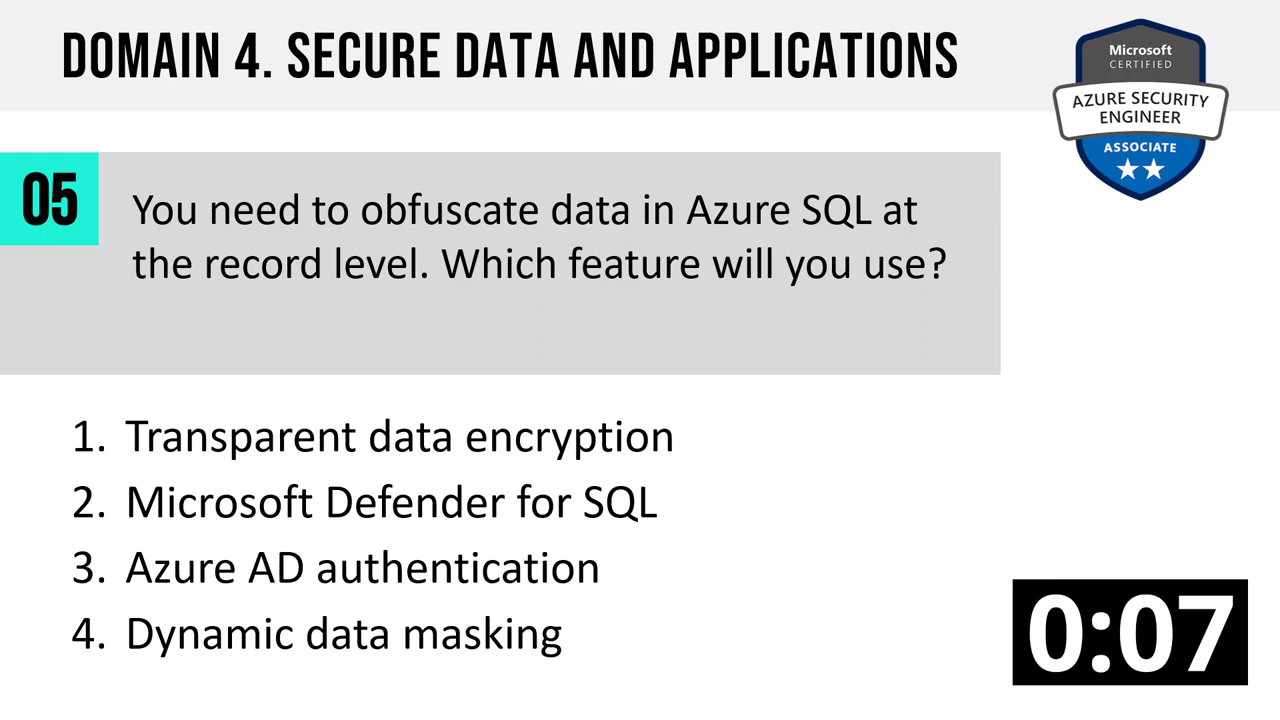 DOMAIN 4. SECURE DATA AND APPLICATIONS
Microsoft
CERTIFIED
AZURE SECURITY
ENGINEER
ASSOCIATE
05
You need to obfuscate data in Azure SQL at
the record level. Which feature will you use?
1. Transparent data encryption
2. Microsoft Defender for SQL
3. Azure AD authentication
4. Dynamic data masking
0:07